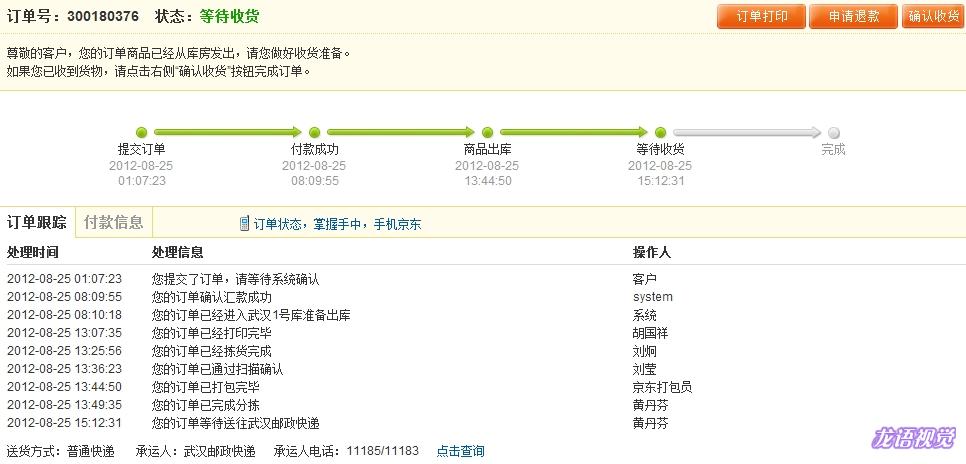 订单号：300180376 状态：等待收货 订单打印 申请退款 确认收货
尊敬的客户，您的订单商品已经从库房发出，请您做好收货准备。
如果您已收到货物，请点击右侧“确认收货”按钮完成订单。
提交订单 付款成功 商品出库 等待收货 完成
2012-08-25 2012-08-25 2012-08-25 2012-08-25
01:07:23 08:09:55 13:44:50 15:12:31
订单跟踪 付款信息 订单状态，掌握手中，手机京东
处理时间 处理信息 操作人
2012-08-25 01:07:23 您提交了订单，请等待系统确认 客户
2012-08-25 08:09:55 您的订单确认汇款成功 system
2012-08-25 08:10:18 您的订单已经进入武汉1号库准备出库 系统
2012-08-25 13:07:35 您的订单已经打印完毕 胡国祥
2012-08-25 13:25:56 您的订单已经拣货完成 刘炯
2012-08-25 13:36:23 您的订单已通过扫描确认 刘莹
2012-08-25 13:44:50 您的订单已打包完毕 京东打包员
2012-08-25 13:49:35 您的订单已完成分拣 黄丹芬
2012-08-25 15:12:31 您的订单等待送往武汉邮政快递 黄丹芬
送货方式：普通快递 承运人：武汉邮政快递 承运人电话：11185/11183 点击查询
龙语视觉